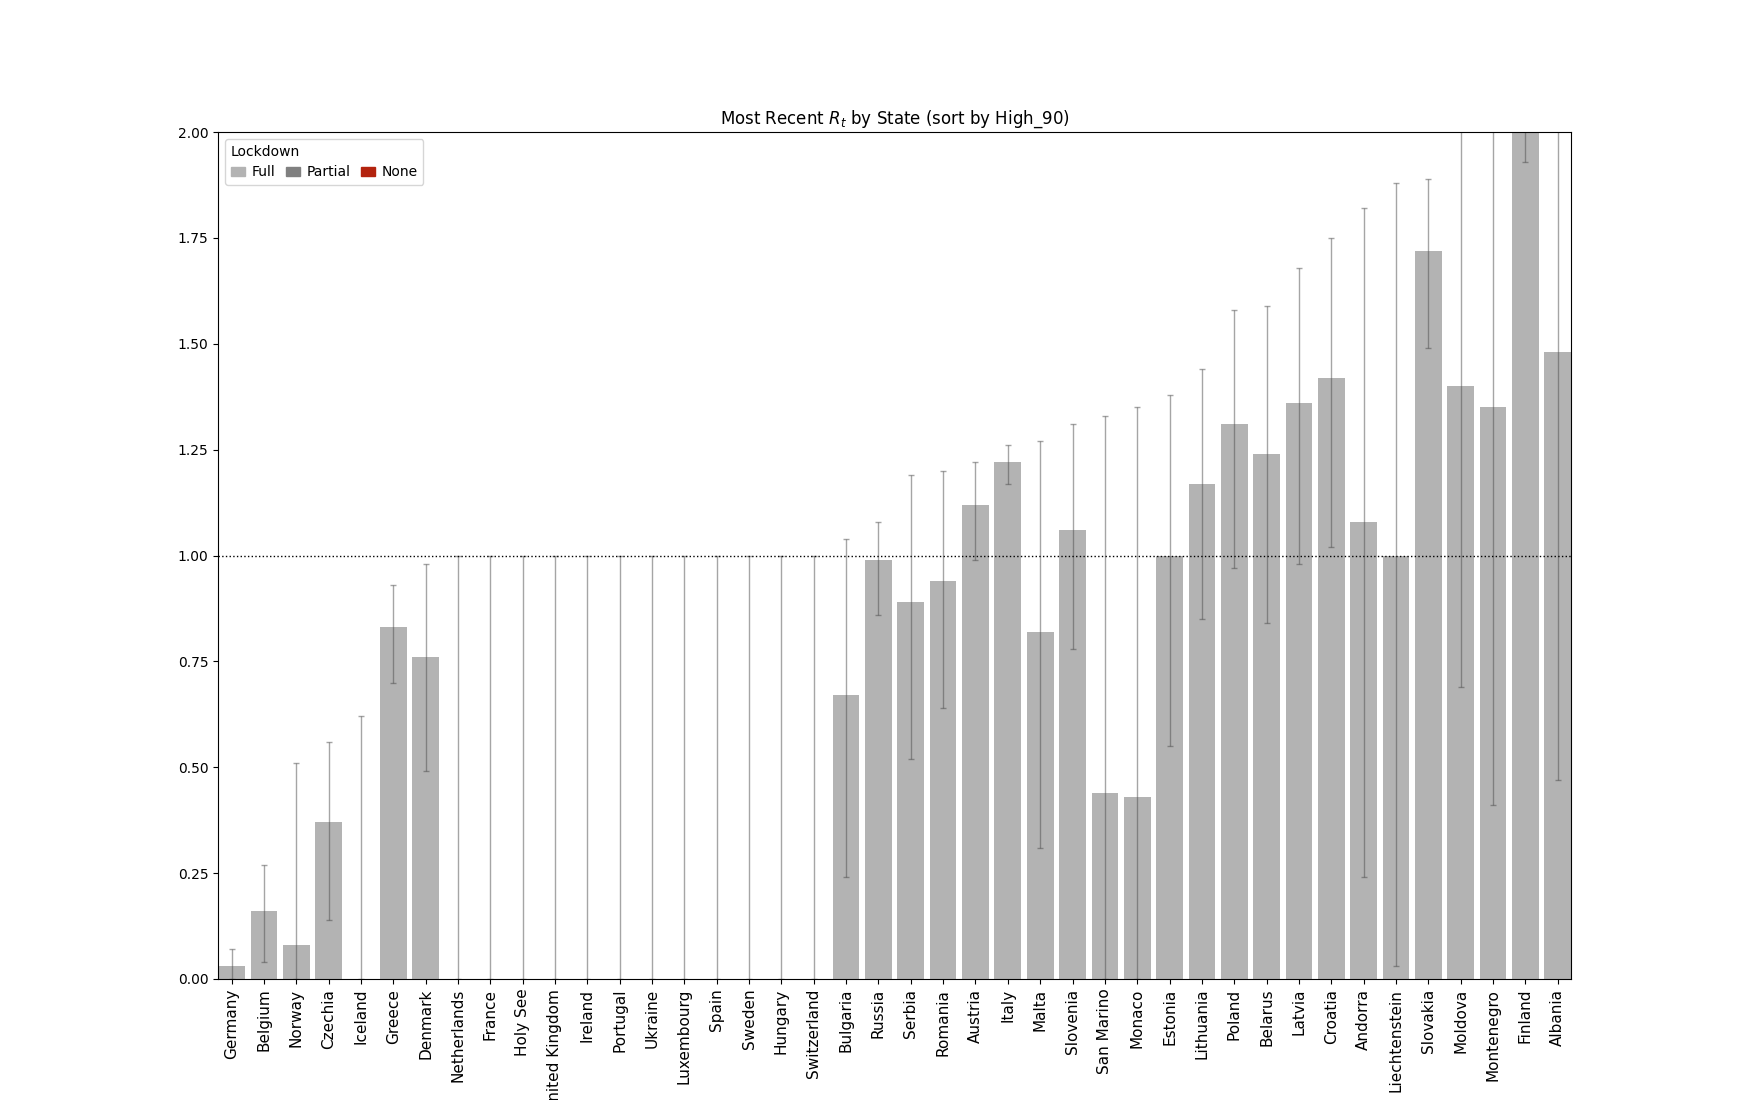 Most Recent R_t by State (sort by High_90)
Lockdown
Full Partial None
2.00
1.75
1.50
1.25
1.00
0.75
0.50
0.25
0.00
Germany
Belgium
Norway
Czechia
Iceland
Greece
Denmark
Netherlands
France
Holy See
nited Kingdom
Ireland
Portugal
Ukraine
Luxembourg
Spain
Sweden
Hungary
Switzerland
Bulgaria
Russia
Serbia
Romania
Austria
Italy
Malta
Slovenia
San Marino
Monaco
Estonia
Lithuania
Poland
Belarus
Latvia
Croatia
Andorra
Liechtenstein
Slovakia
Moldova
Montenegro
Finland
Albania